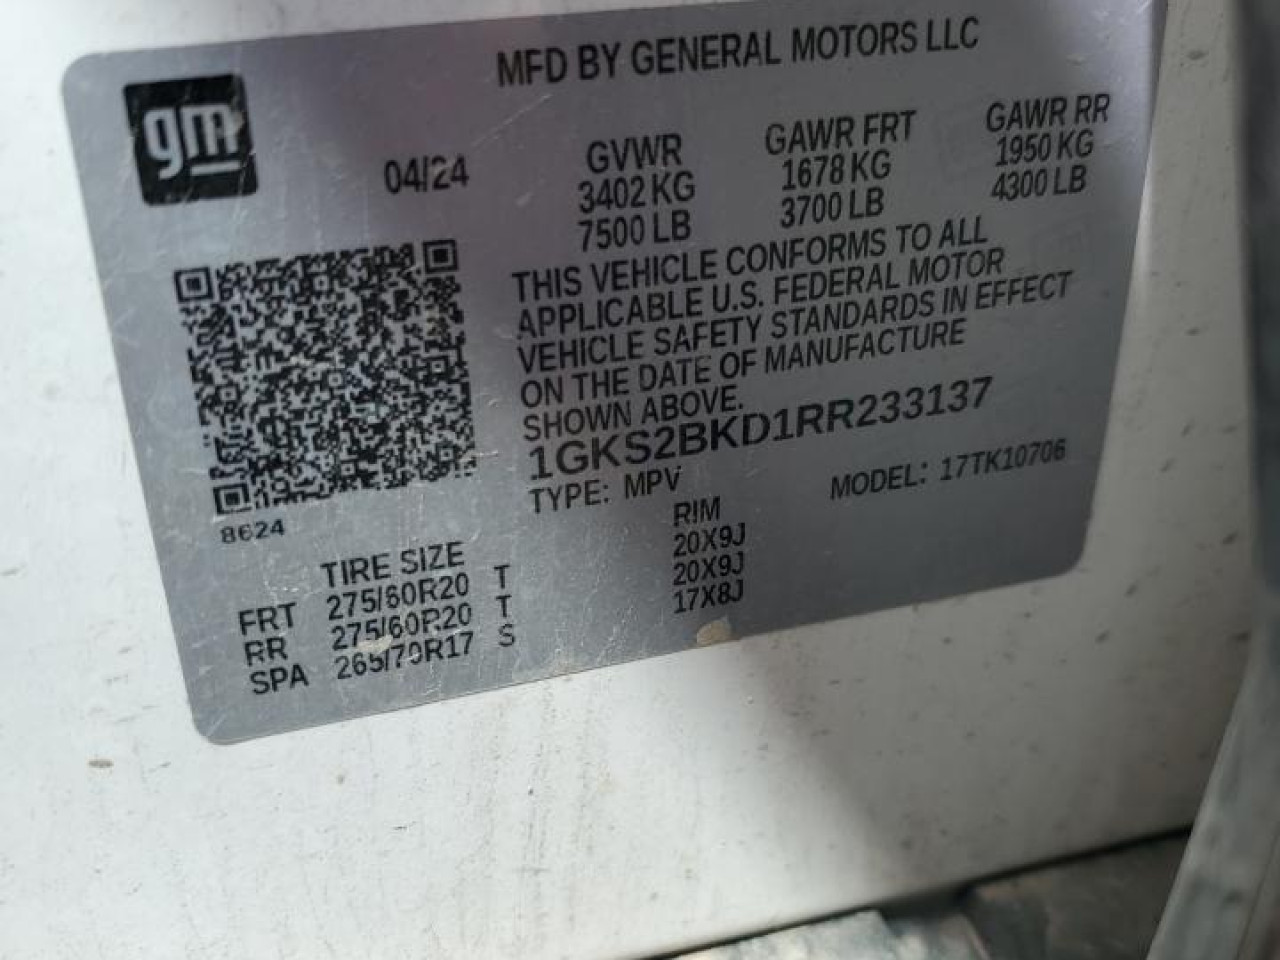 gm
MFD BY GENERAL MOTORS LLC
04/24
GVWR
3402 KG
7500 LB
GAWR FRT
1678 KG
3700 LB
GAWR RR
1950 KG
4300 LB
THIS VEHICLE CONFORMS TO ALL
APPLICABLE U.S. FEDERAL MOTOR
VEHICLE SAFETY STANDARDS IN EFFECT
ON THE DATE OF MANUFACTURE
SHOWN ABOVE.
1GKS2BKD1RR233137
TYPE: MPV
MODEL: 17TK10706
8624
TIRE SIZE RIM
FRT 275/60R20 T 20X9J
RR 275/60R20 T 20X9J
SPA 265/70R17 S 17X8J